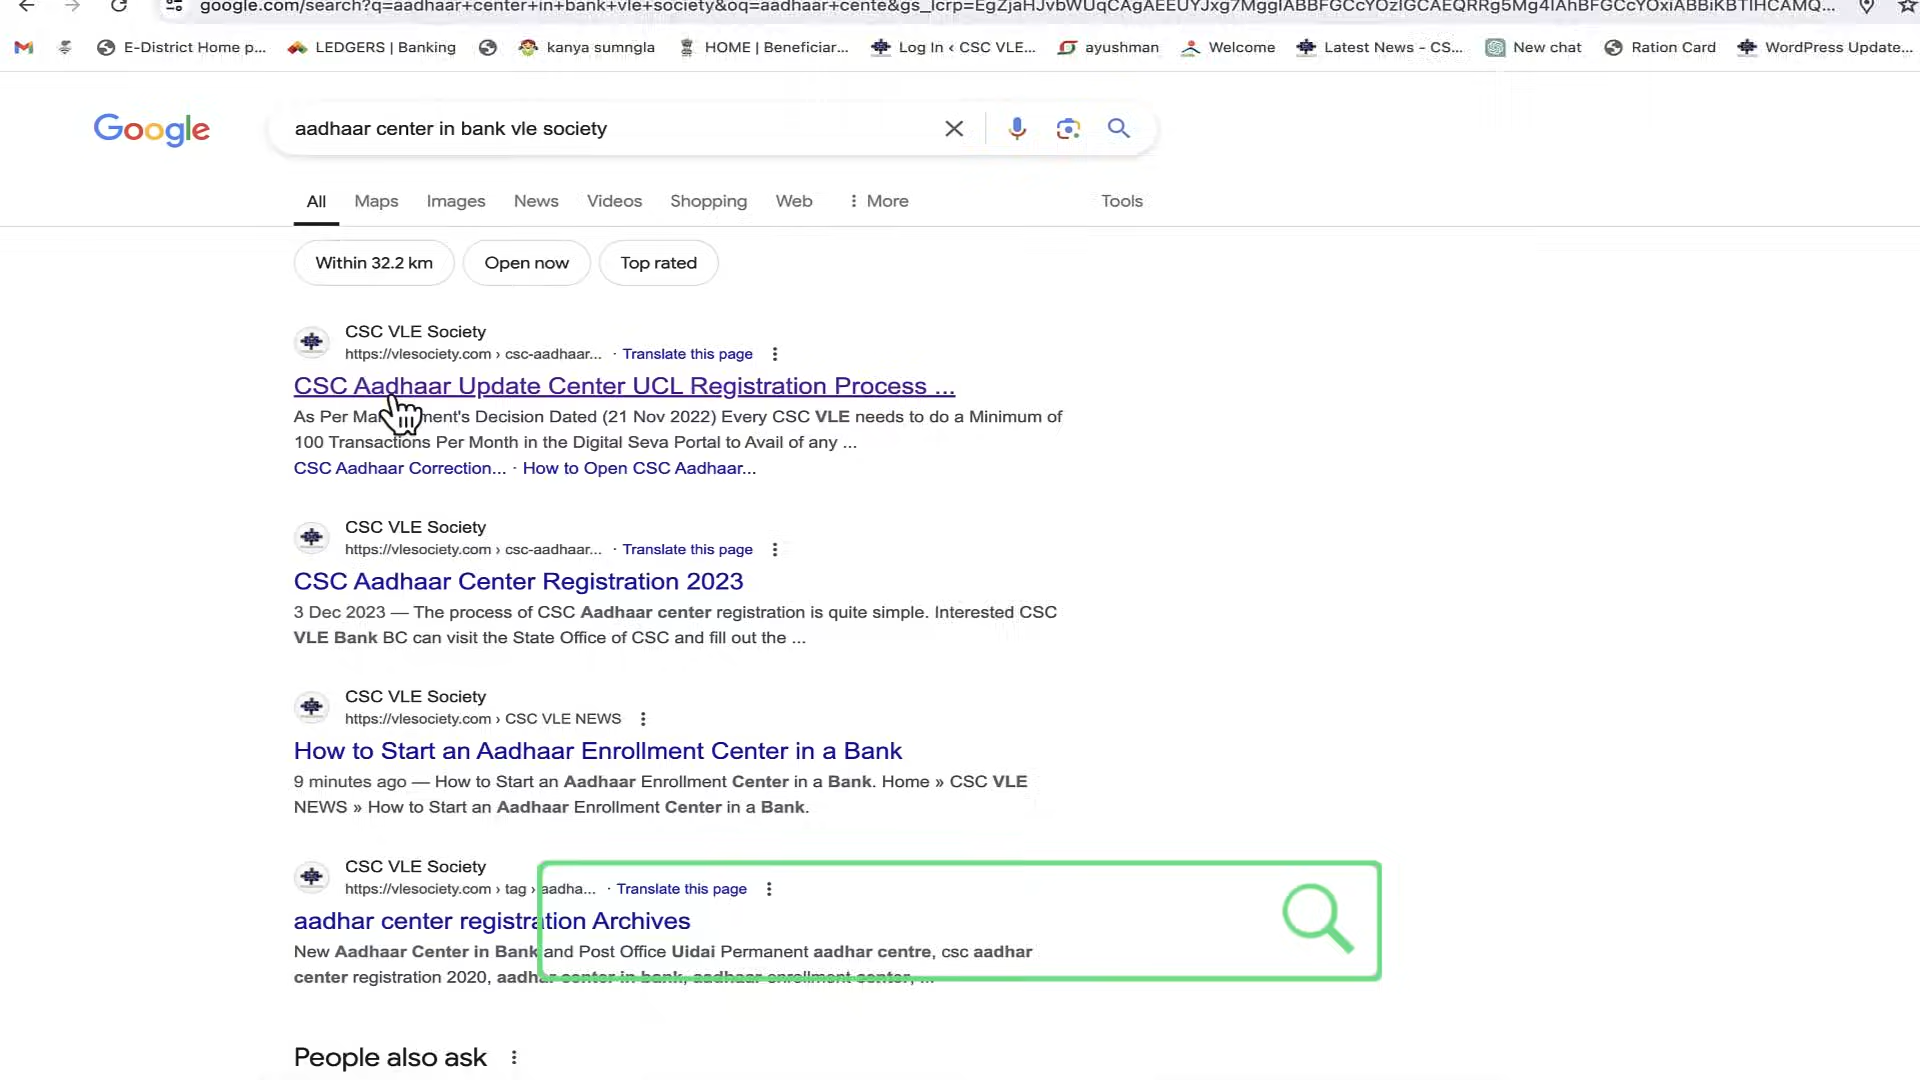 google.com/search?q=aadhaar+center+in+bank+vle+society&oq=aadhaar+cente&gs_lcrp=
E-District Home p... LEDGERS | Banking kanya sumngla HOME | Beneficiar... Log In ‹ CSC VLE... ayushman Welcome Latest News - CS... New chat Ration Card WordPress Update...
Google
aadhaar center in bank vle society
All Maps Images News Videos Shopping Web More Tools
Within 32.2 km Open now Top rated
CSC VLE Society
https://vlesociety.com › csc-aadhaar... · Translate this page
CSC Aadhaar Update Center UCL Registration Process ...
As Per ment's Decision Dated (21 Nov 2022) Every CSC VLE needs to do a Minimum of
100 Transactions Per Month in the Digital Seva Portal to Avail of any ...
CSC Aadhaar Correction... · How to Open CSC Aadhaar...
CSC VLE Society
https://vlesociety.com › csc-aadhaar... · Translate this page
CSC Aadhaar Center Registration 2023
3 Dec 2023 — The process of CSC Aadhaar center registration is quite simple. Interested CSC
VLE Bank BC can visit the State Office of CSC and fill out the ...
CSC VLE Society
https://vlesociety.com › CSC VLE NEWS
How to Start an Aadhaar Enrollment Center in a Bank
9 minutes ago — How to Start an Aadhaar Enrollment Center in a Bank. Home » CSC VLE
NEWS » How to Start an Aadhaar Enrollment Center in a Bank.
CSC VLE Society
https://vlesociety.com › tag › aadha... · Translate this page
aadhar center registration Archives
New Aadhaar Center in Bank and Post Office Uidai Permanent aadhar centre, csc aadhar
center registration 2020, aadhar center in bank, aadhaar enrollment center, ...
People also ask